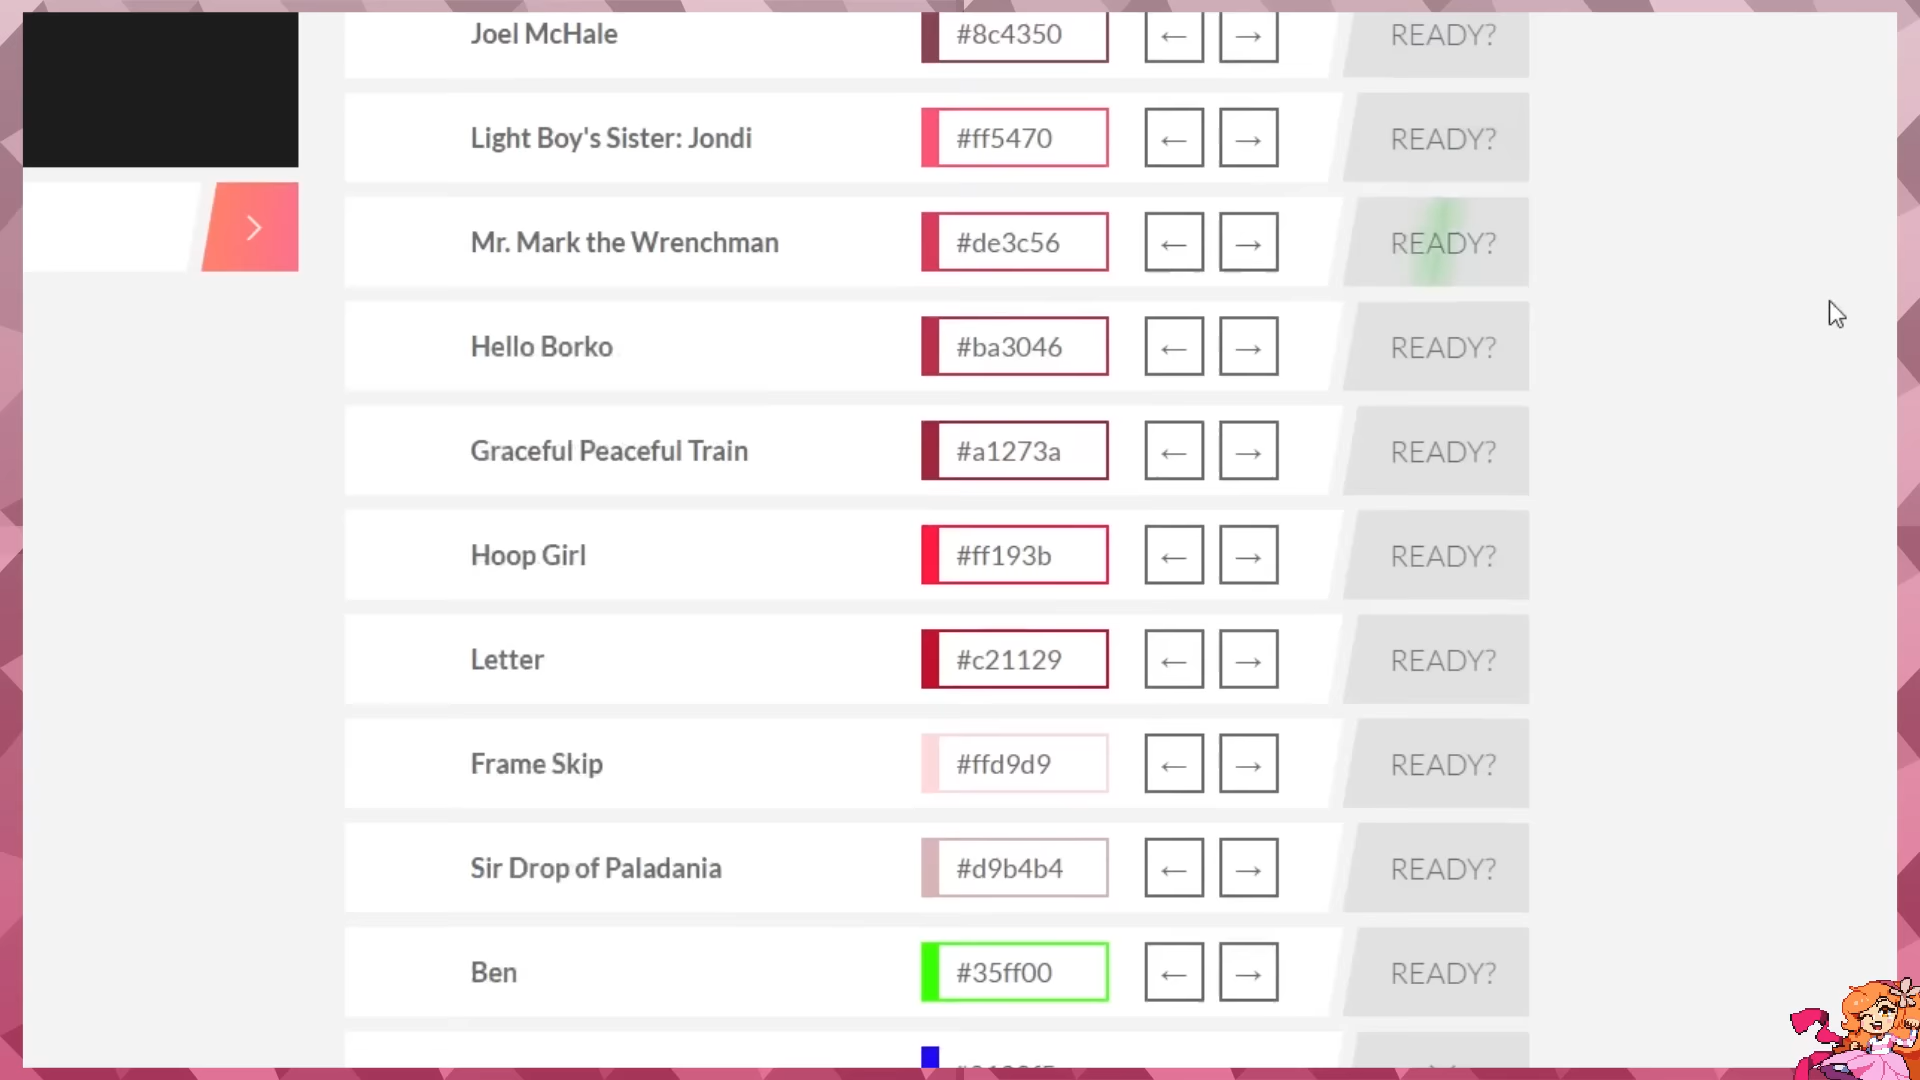 Joel McHale #8c4350 ← → READY?
Light Boy's Sister: Jondi #ff5470 ← → READY?
Mr. Mark the Wrenchman #de3c56 ← → READY?
Hello Borko #ba3046 ← → READY?
Graceful Peaceful Train #a1273a ← → READY?
Hoop Girl #ff193b ← → READY?
Letter #c21129 ← → READY?
Frame Skip #ffd9d9 ← → READY?
Sir Drop of Paladania #d9b4b4 ← → READY?
Ben #35ff00 ← → READY?